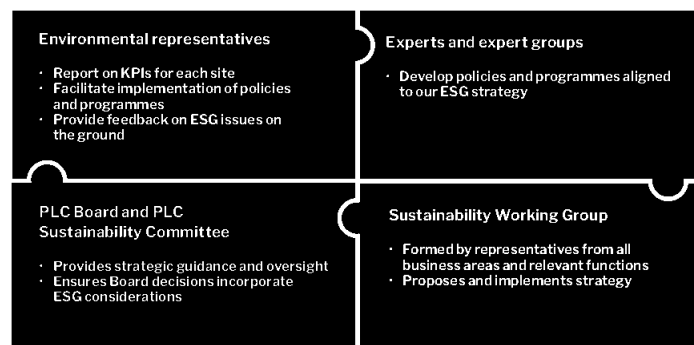 Environmental representatives
• Report on KPIs for each site
• Facilitate implementation of policies
and programmes
• Provide feedback on ESG issues on
the ground
Experts and expert groups
• Develop policies and programmes aligned
to our ESG strategy
PLC Board and PLC
Sustainability Committee
• Provides strategic guidance and oversight
• Ensures Board decisions incorporate
ESG considerations
Sustainability Working Group
• Formed by representatives from all
business areas and relevant functions
• Proposes and implements strategy